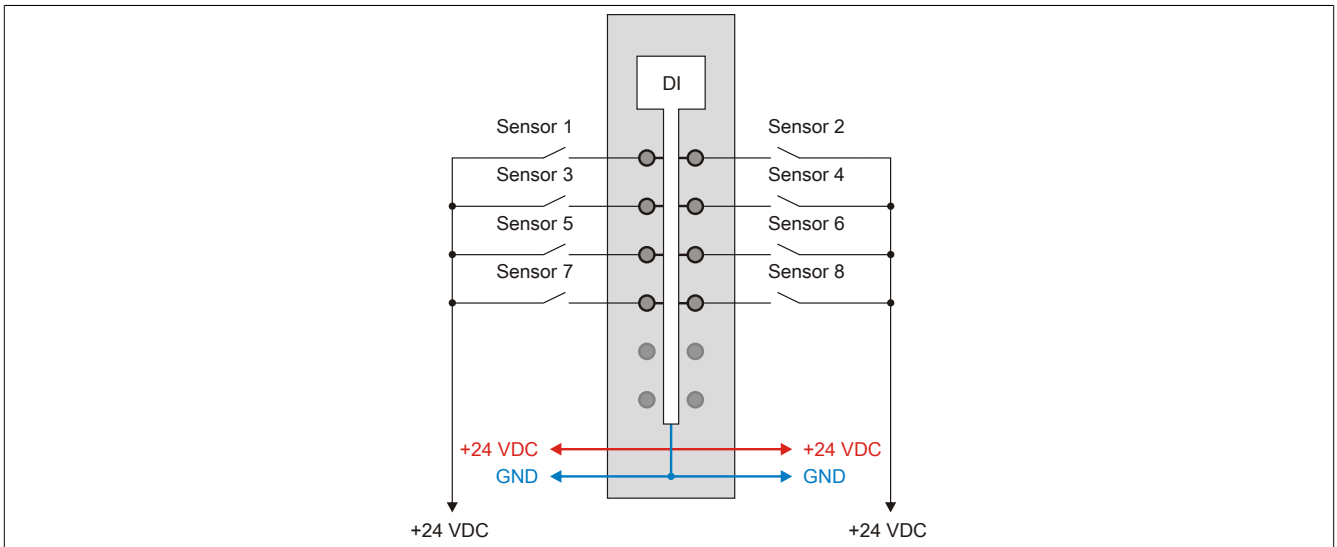 DI
Sensor 1
Sensor 2
Sensor 3
Sensor 4
Sensor 5
Sensor 6
Sensor 7
Sensor 8
+24 VDC
+24 VDC
GND
GND
+24 VDC
+24 VDC